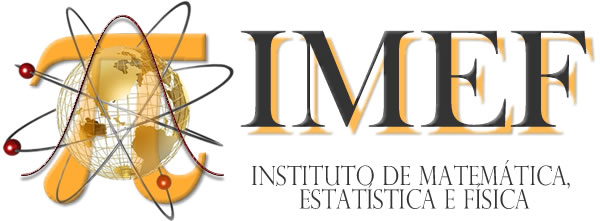 π
IMEF
INSTITUTO DE MATEMÁTICA,
ESTATÍSTICA E FÍSICA